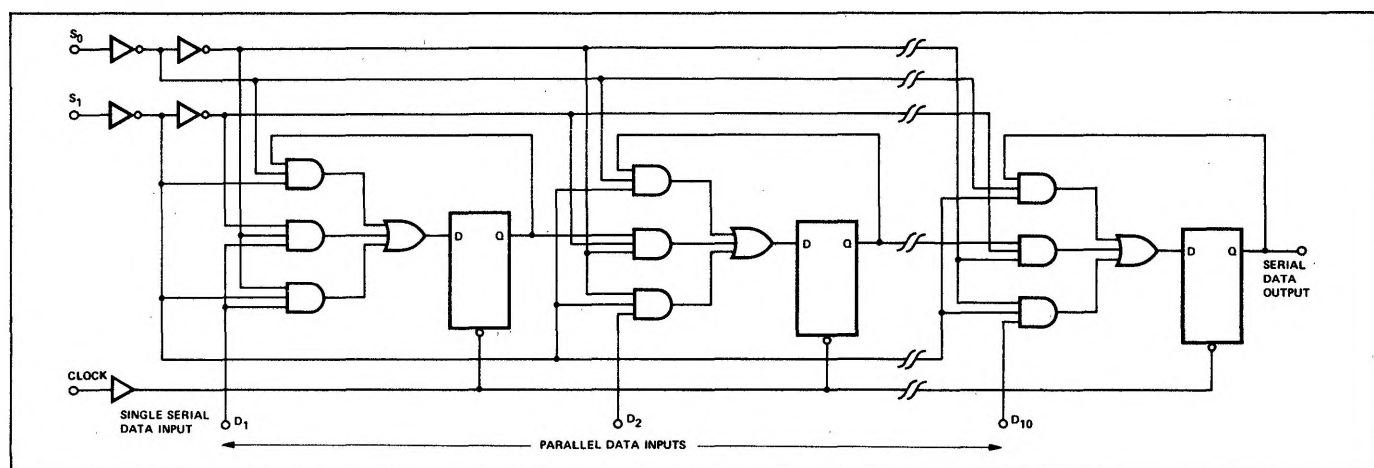 S0
S1
D Q
D Q
D Q
SERIAL
DATA
OUTPUT
CLOCK
SINGLE SERIAL
DATA INPUT
D1
D2
D10
PARALLEL DATA INPUTS